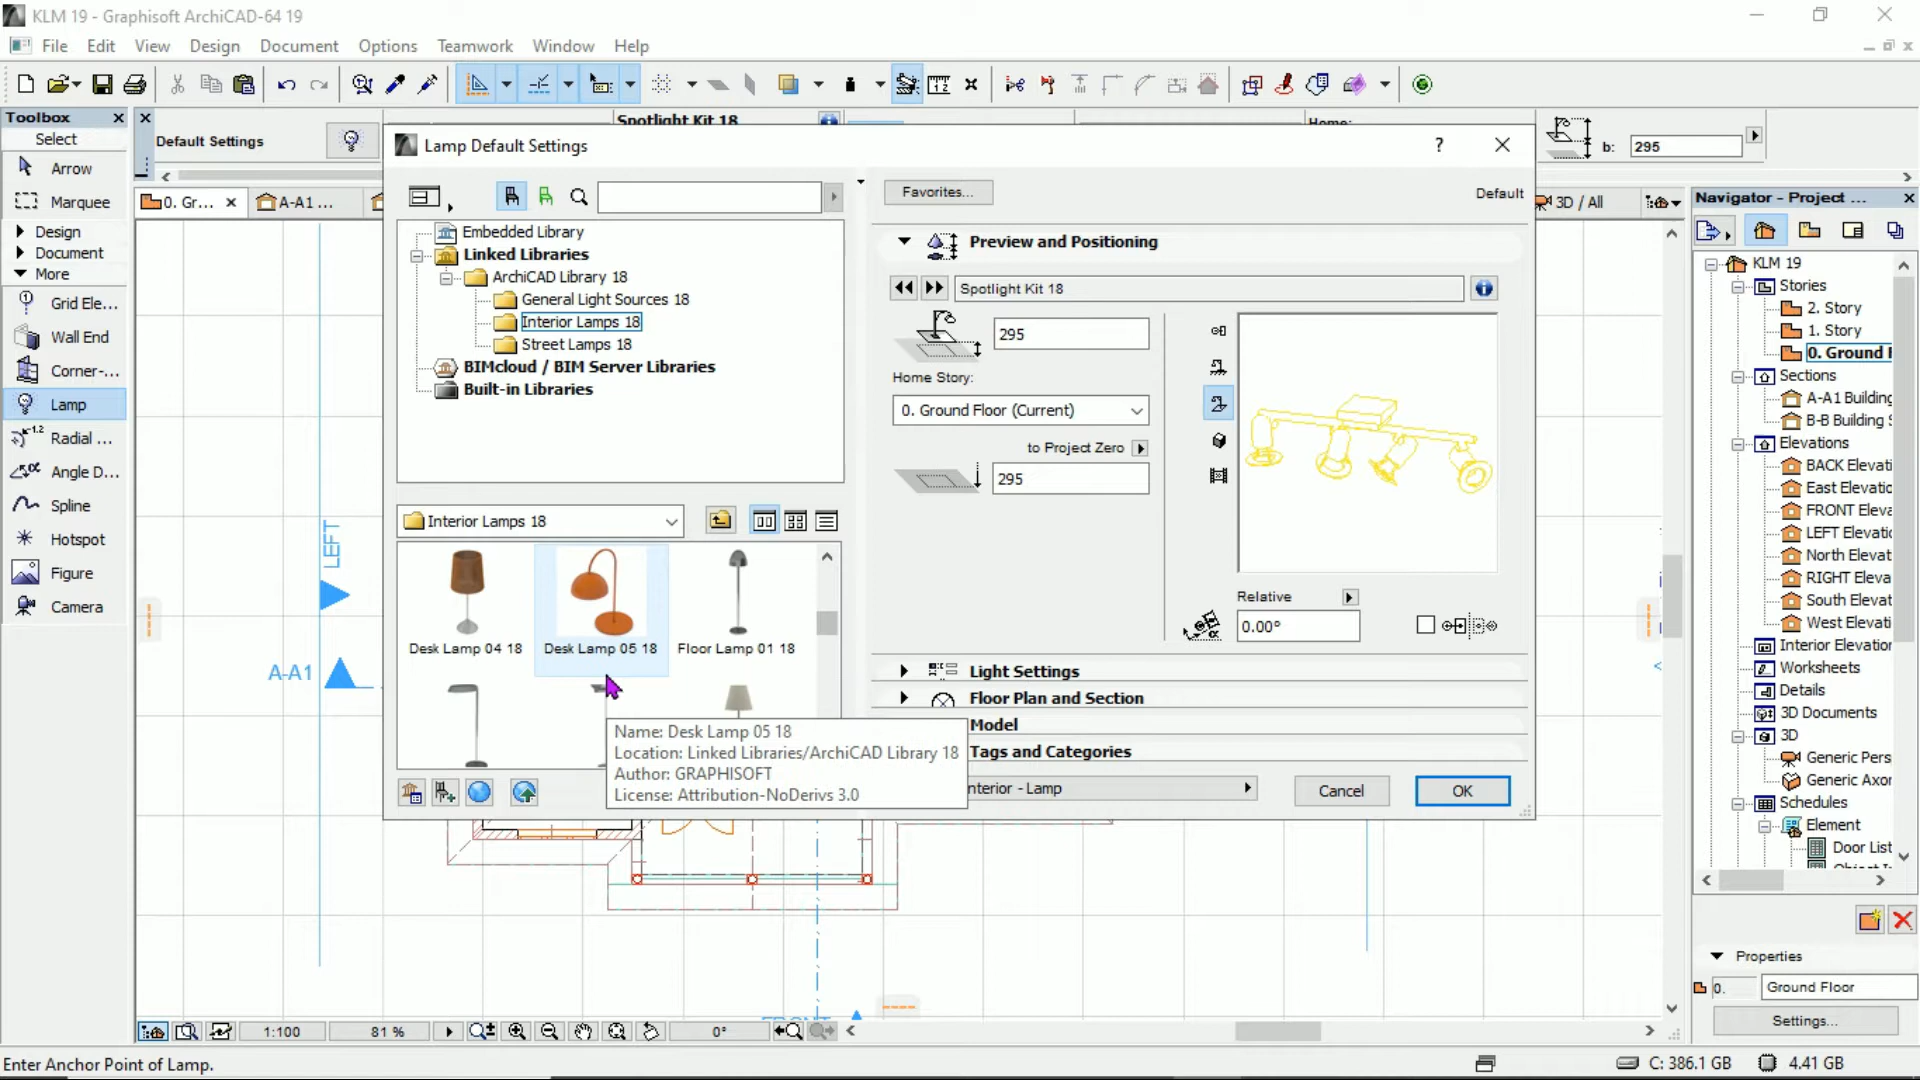 KLM 19 - Graphisoft ArchiCAD-64 19
File Edit View Design Document Options Teamwork Window Help
Toolbox
Select
Arrow
Marquee
Design
Document
More
Grid Ele...
Wall End
Corner-...
Lamp
Radial ...
Angle D...
Spline
Hotspot
Figure
Camera
Default Settings
Spotlight Kit 18
Home:
b: 295
0. Gr...
A-A1 ...
3D / All
Lamp Default Settings
?
Embedded Library
Linked Libraries
ArchiCAD Library 18
General Light Sources 18
Interior Lamps 18
Street Lamps 18
BIMcloud / BIM Server Libraries
Built-in Libraries
Interior Lamps 18
Desk Lamp 04 18
Desk Lamp 05 18
Floor Lamp 01 18
Name: Desk Lamp 05 18
Location: Linked Libraries/ArchiCAD Library 18
Author: GRAPHISOFT
License: Attribution-NoDerivs 3.0
Favorites...
Default
Preview and Positioning
Spotlight Kit 18
295
Home Story:
0. Ground Floor (Current)
to Project Zero
295
Relative
0.00°
Light Settings
Floor Plan and Section
Model
Tags and Categories
nterior - Lamp
Cancel
OK
LEFT
A-A1
Navigator - Project ...
KLM 19
Stories
2. Story
1. Story
0. Ground
Sections
A-A1 Building
B-B Building
Elevations
BACK Elevati
East Elevatic
FRONT Eleva
LEFT Elevatic
North Elevat
RIGHT Eleva
South Elevat
West Elevati
Interior Elevation
Worksheets
Details
3D Documents
3D
Generic Pers
Generic Axor
Schedules
Element
Door List
Properties
0. Ground Floor
Settings...
1:100
81 %
0°
Enter Anchor Point of Lamp.
C: 386.1 GB
4.41 GB